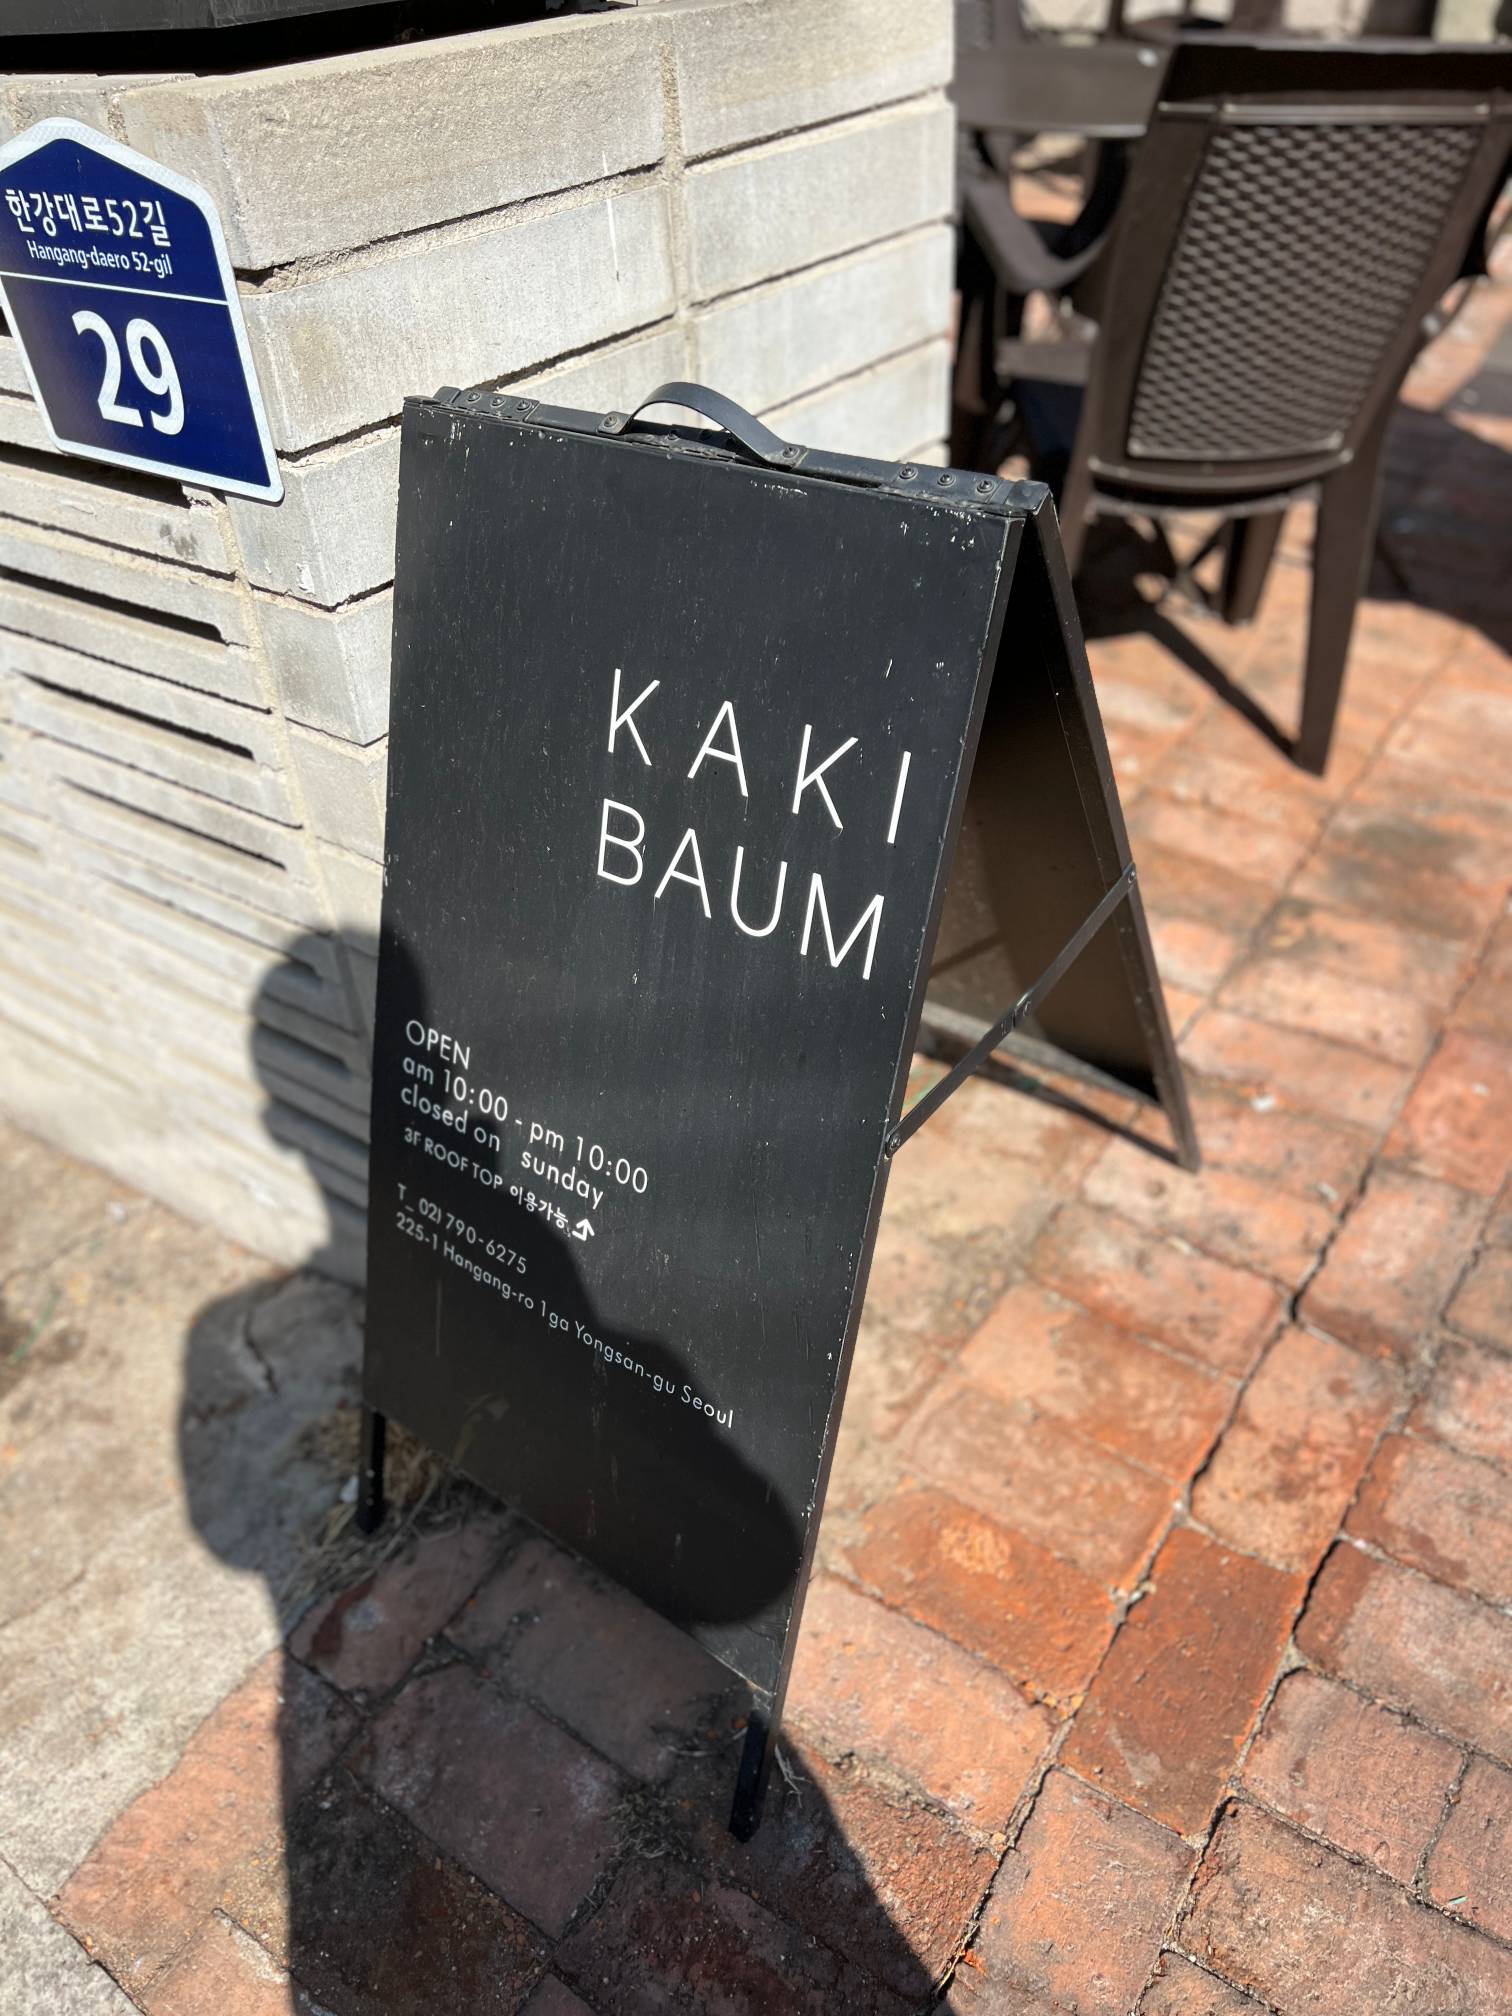 한강대로52길
Hangang-daero 52-gil
29
KAKI
BAUM
OPEN
am 10:00 - pm 10:00
closed on sunday
3F ROOF TOP 이용가능
T_ 02) 790-6275
225-1 Hangang-ro 1ga Yongsan-gu Seoul